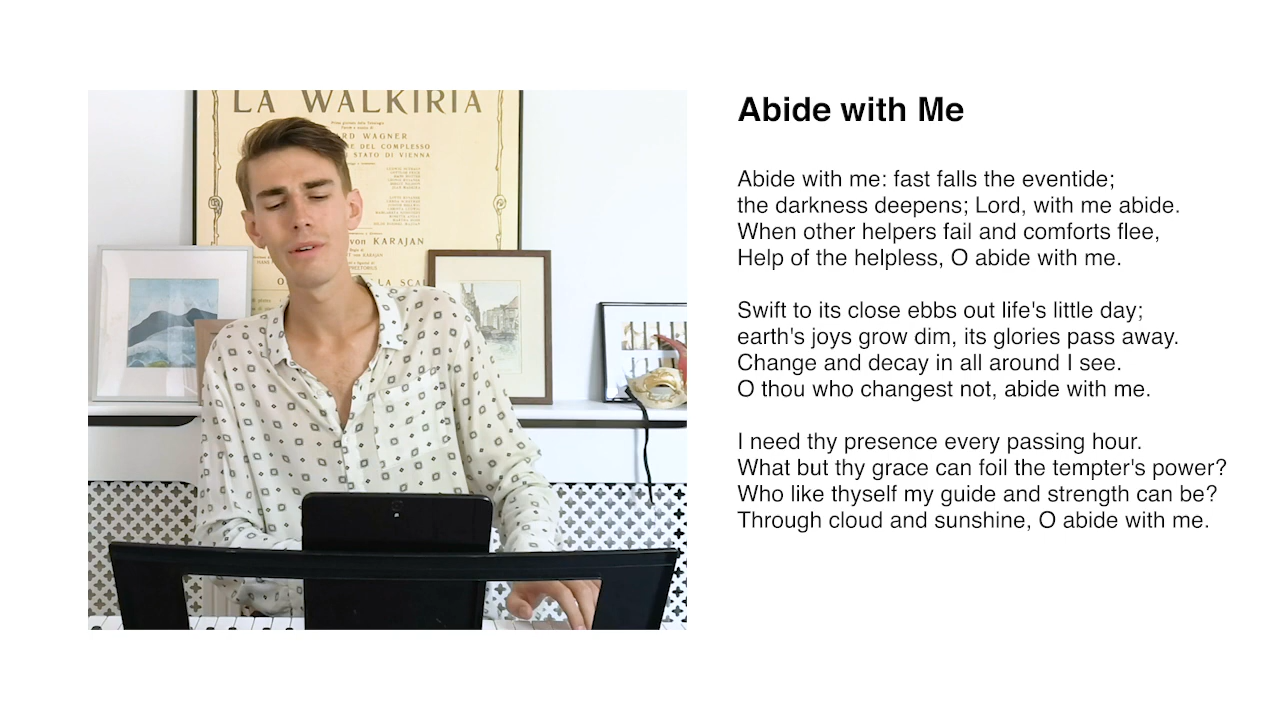 LA WALKIRIA
WAGNER
DEL COMPLESSO
STATO DI VIENNA
von KARAJAN
Abide with Me
Abide with me: fast falls the eventide;
the darkness deepens; Lord, with me abide.
When other helpers fail and comforts flee,
Help of the helpless, O abide with me.
Swift to its close ebbs out life's little day;
earth's joys grow dim, its glories pass away.
Change and decay in all around I see.
O thou who changest not, abide with me.
I need thy presence every passing hour.
What but thy grace can foil the tempter's power?
Who like thyself my guide and strength can be?
Through cloud and sunshine, O abide with me.